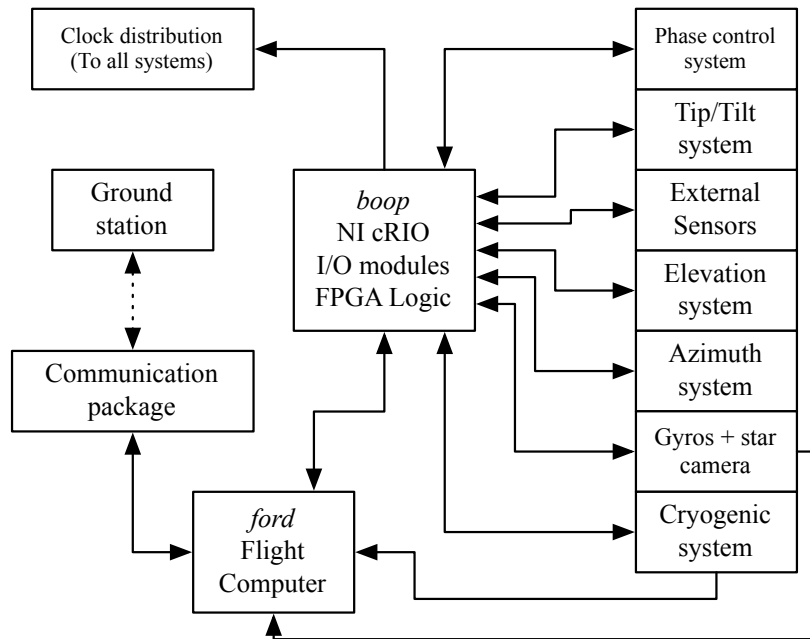 Clock distribution
(To all systems)
Ground
station
Communication
package
boop
NI cRIO
I/O modules
FPGA Logic
ford
Flight
Computer
Phase control
system
Tip/Tilt
system
External
Sensors
Elevation
system
Azimuth
system
Gyros + star
camera
Cryogenic
system